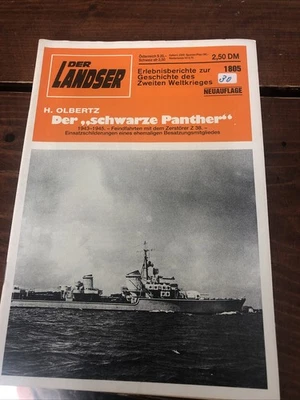 DER
LANDSER
2,50 DM
Erlebnisberichte zur
Geschichte des
Zweiten Weltkrieges
1805
80
NEUAUFLAGE
H. OLBERTZ
Der „schwarze Panther“
1943–1945. – Feindfahrten mit dem Zerstörer Z 38. –
Einsatzschilderungen eines ehemaligen Besatzungsmitgliedes